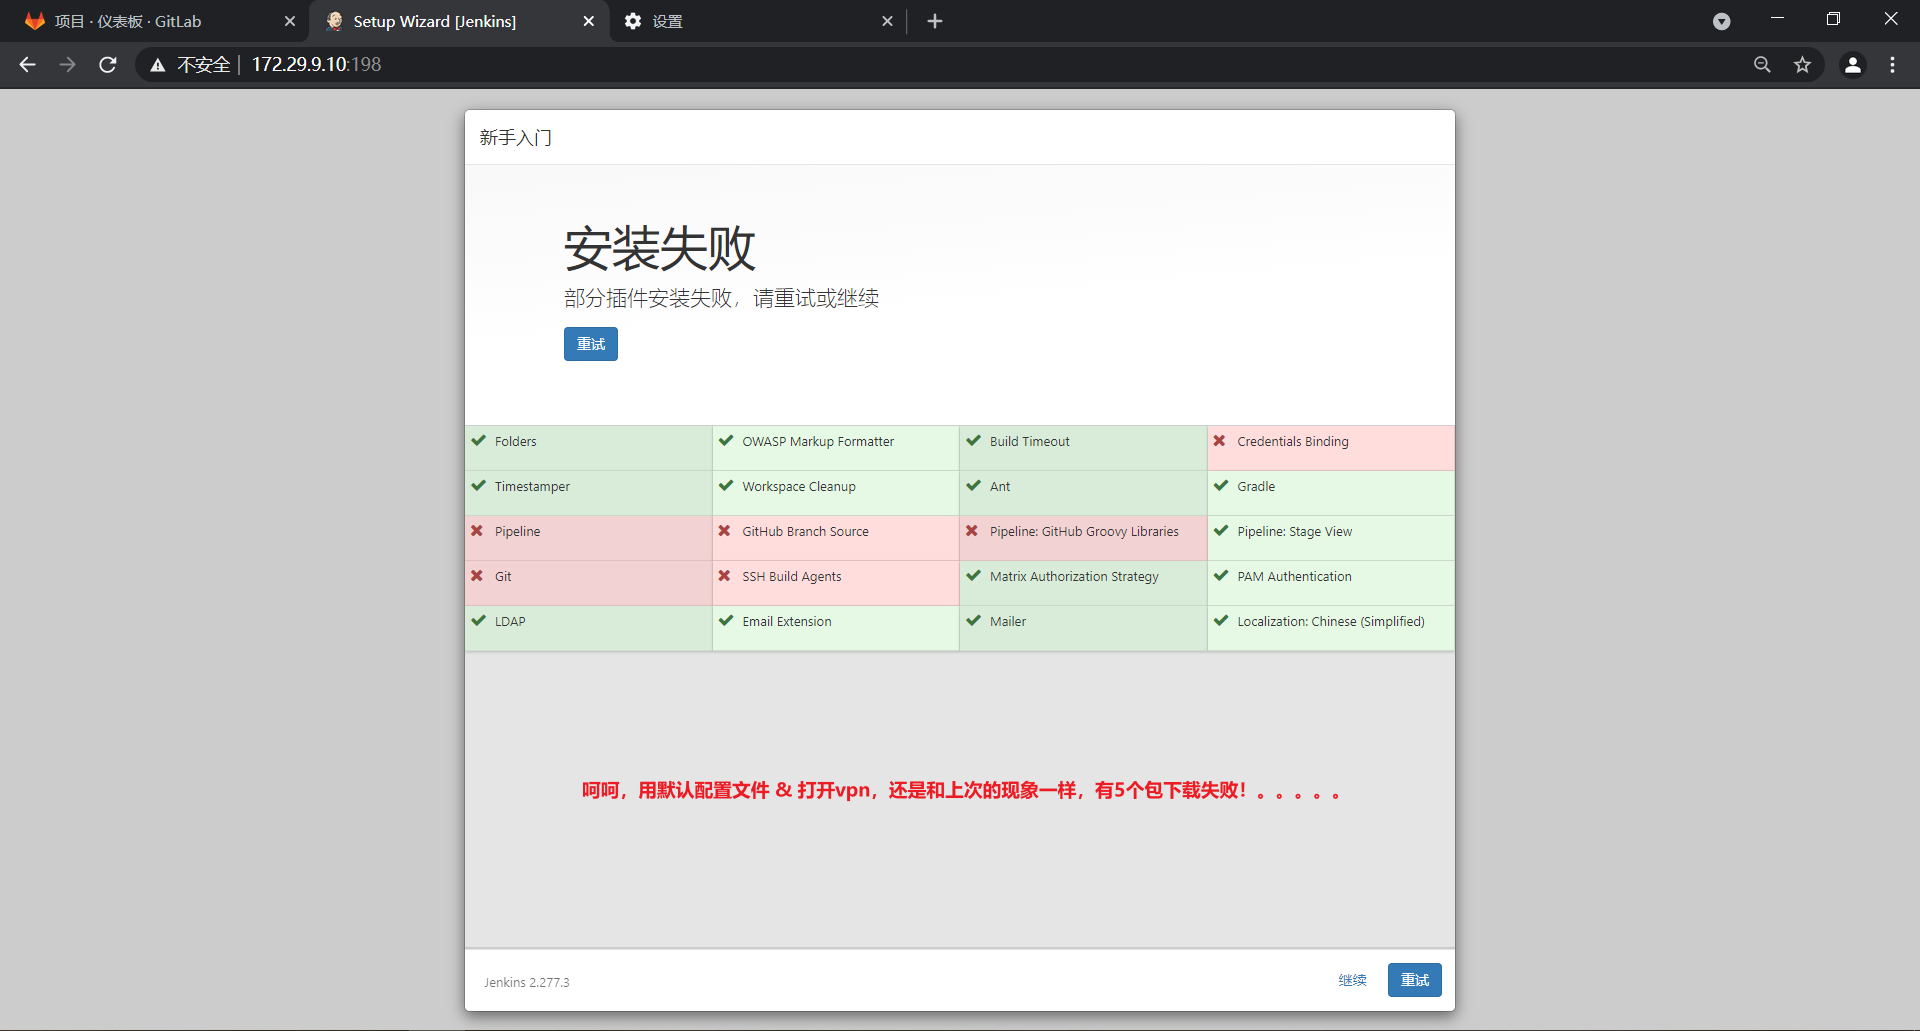 项目 · 仪表板 · GitLab
Setup Wizard [Jenkins]
设置
不安全
172.29.9.10:198
新手入门
安装失败
部分插件安装失败，请重试或继续
重试
Folders
OWASP Markup Formatter
Build Timeout
Credentials Binding
Timestamper
Workspace Cleanup
Ant
Gradle
Pipeline
GitHub Branch Source
Pipeline: GitHub Groovy Libraries
Pipeline: Stage View
Git
SSH Build Agents
Matrix Authorization Strategy
PAM Authentication
LDAP
Email Extension
Mailer
Localization: Chinese (Simplified)
呵呵，用默认配置文件 & 打开vpn，还是和上次的现象一样，有5个包下载失败！。。。。。
Jenkins 2.277.3
继续
重试